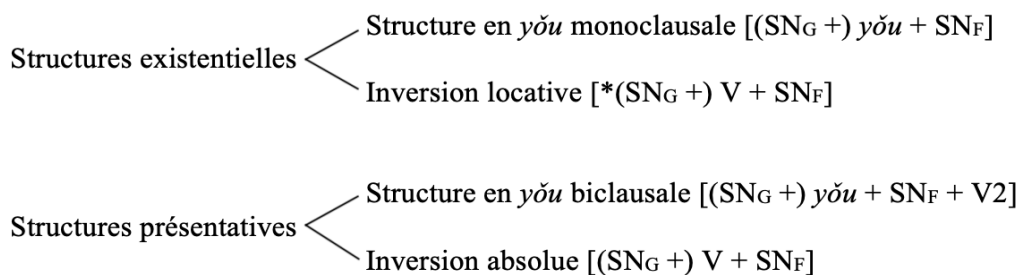 Structure en yǒu monoclausale [(SNG +) yǒu + SNF]
Structures existentielles
Inversion locative [*(SNG +) V + SNF]
Structure en yǒu biclausale [(SNG +) yǒu + SNF + V2]
Structures présentatives
Inversion absolue [(SNG +) V + SNF]